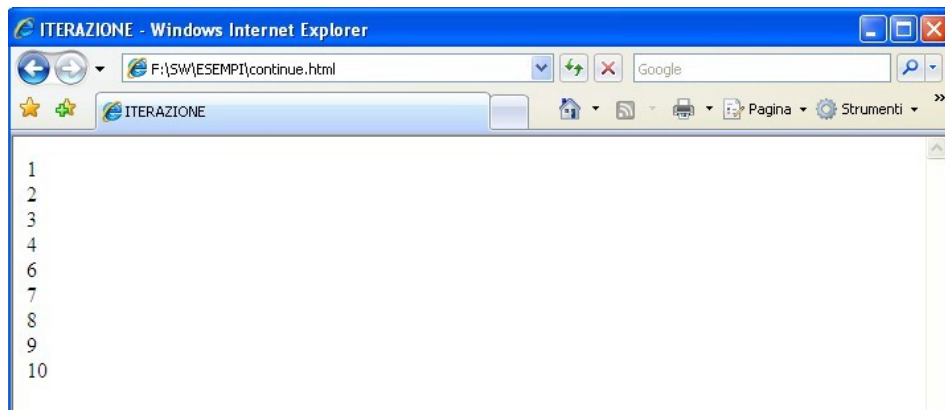 ITERAZIONE - Windows Internet Explorer
F:\SW\ESEMPI\continue.html
Google
ITERAZIONE
Pagina
Strumenti
»
1
2
3
4
6
7
8
9
10